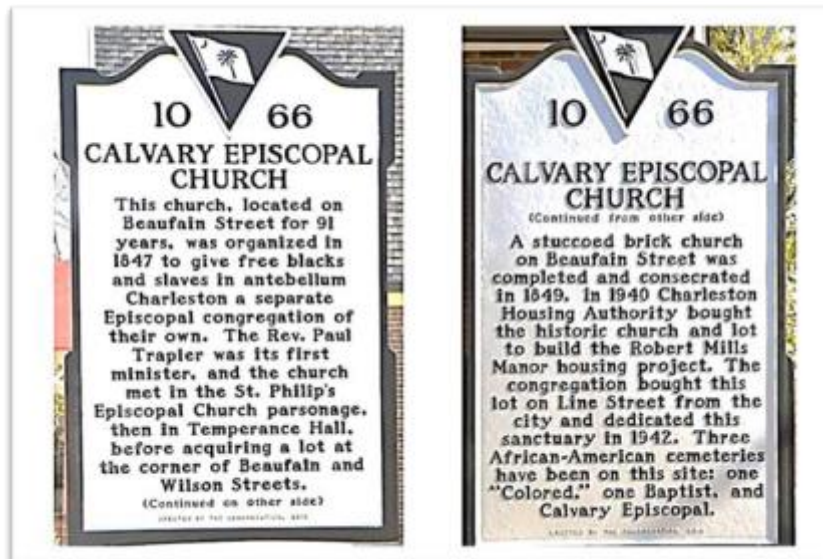 10 66
CALVARY EPISCOPAL
CHURCH
This church, located on
Beaufain Street for 91
years, was organized in
1847 to give free blacks
and slaves in antebellum
Charleston a separate
Episcopal congregation of
their own. The Rev. Paul
Trapier was its first
minister, and the church
met in the St. Philip's
Episcopal Church parsonage,
then in Temperance Hall,
before acquiring a lot at
the corner of Beaufain and
Wilson Streets.
(Continued on other side)
10 66
CALVARY EPISCOPAL
CHURCH
(Continued from other side)
A stuccoed brick church
on Beaufain Street was
completed and consecrated
in 1849. In 1940 Charleston
Housing Authority bought
the historic church and lot
to build the Robert Mills
Manor housing project. The
congregation bought this
lot on Line Street from the
city and dedicated this
sanctuary in 1942. Three
African-American cemeteries
have been on this site: one
"Colored," one Baptist, and
Calvary Episcopal.